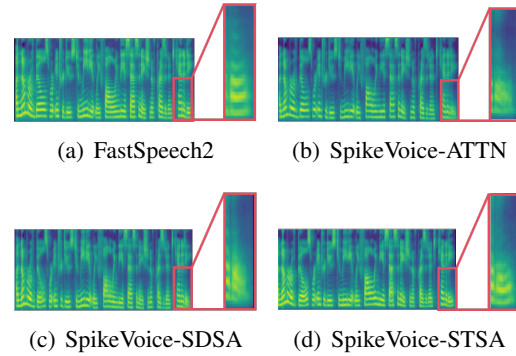 (a) FastSpeech2
(b) SpikeVoice-ATTN
(c) SpikeVoice-SDSA
(d) SpikeVoice-STSA